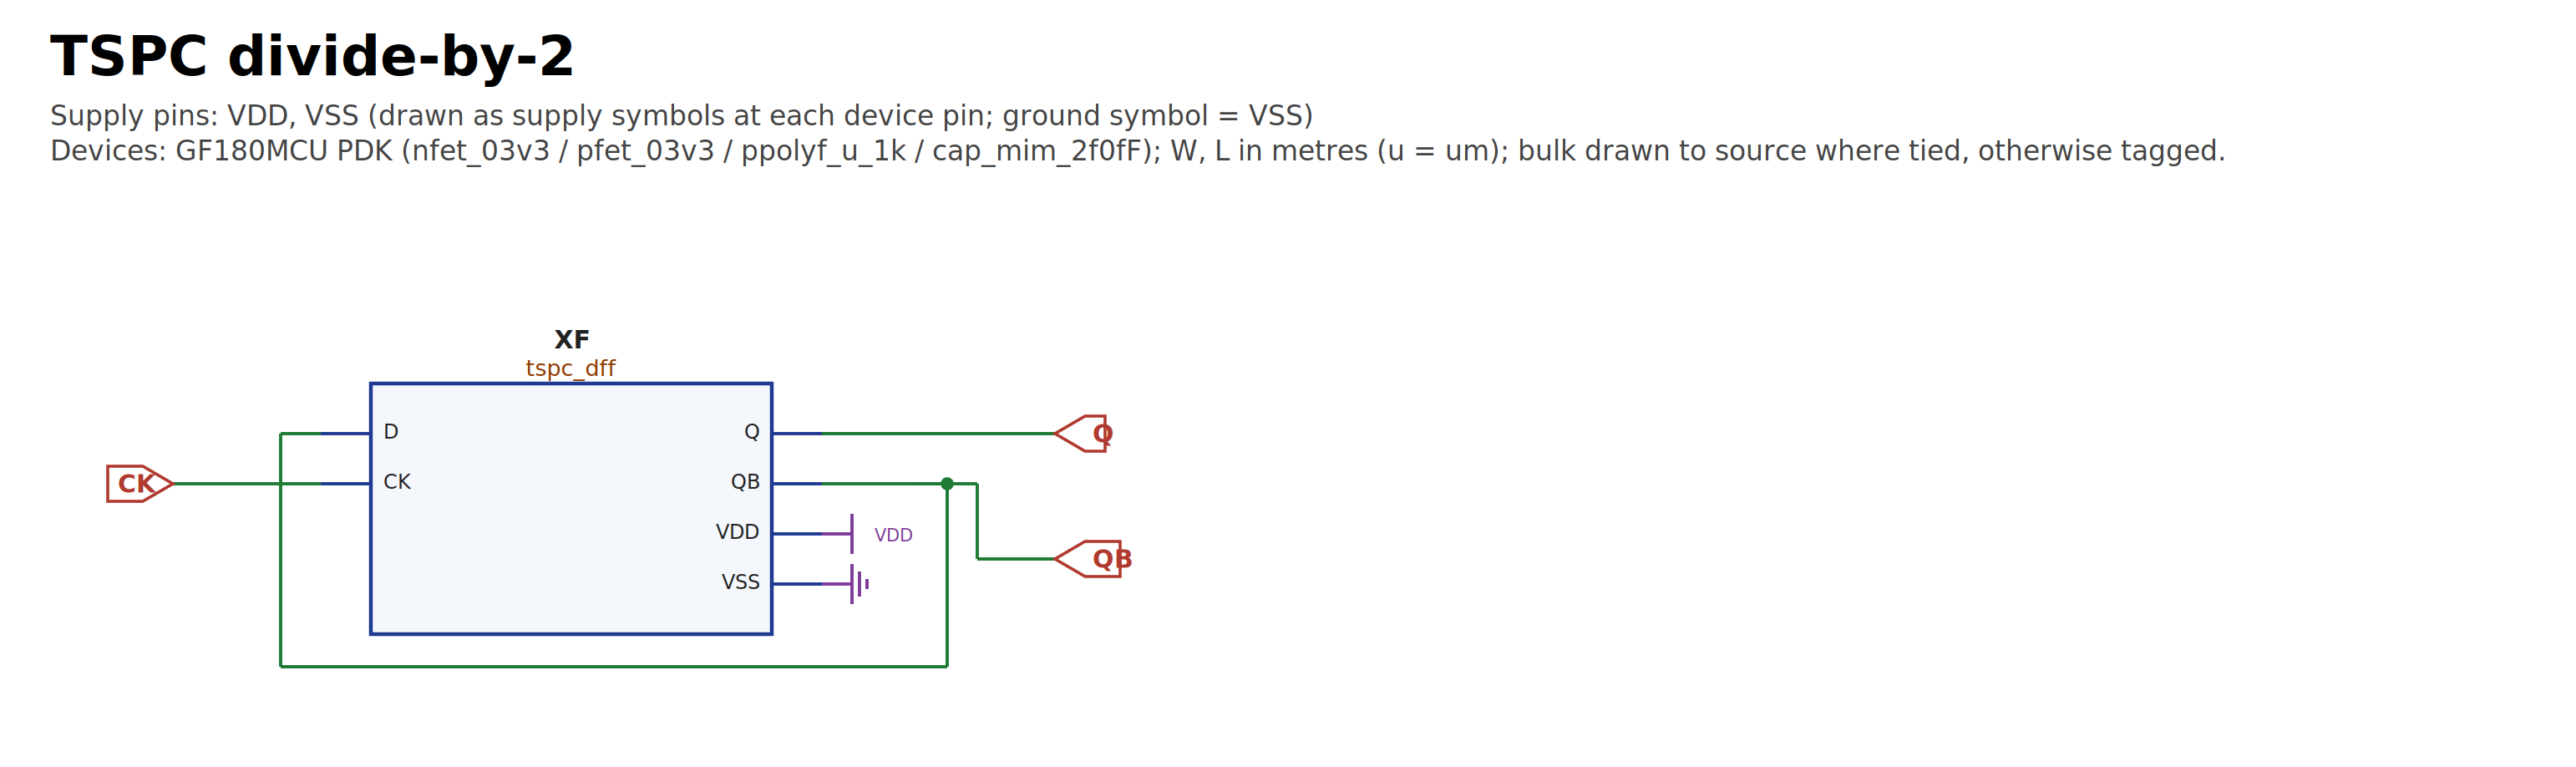 TSPC divide-by-2
Supply pins: VDD, VSS (drawn as supply symbols at each device pin; ground symbol = VSS)
Devices: GF180MCU PDK (nfet_03v3 / pfet_03v3 / ppolyf_u_1k / cap_mim_2f0fF); W, L in metres (u = um); bulk drawn to source where tied, otherwise tagged.
XF
tspc_dff
D
Q
Q
CK
CK
QB
VDD
VDD
QB
VSS